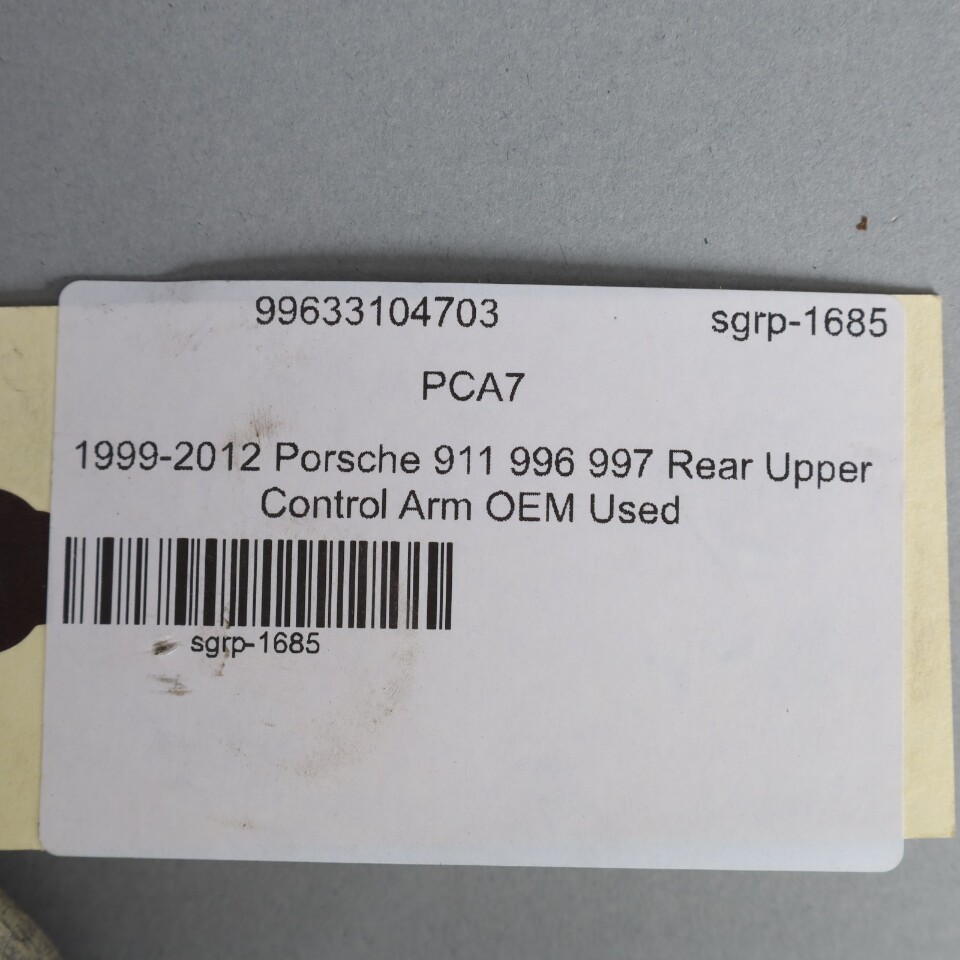 99633104703 sgrp-1685
PCA7
1999-2012 Porsche 911 996 997 Rear Upper
Control Arm OEM Used
sgrp-1685